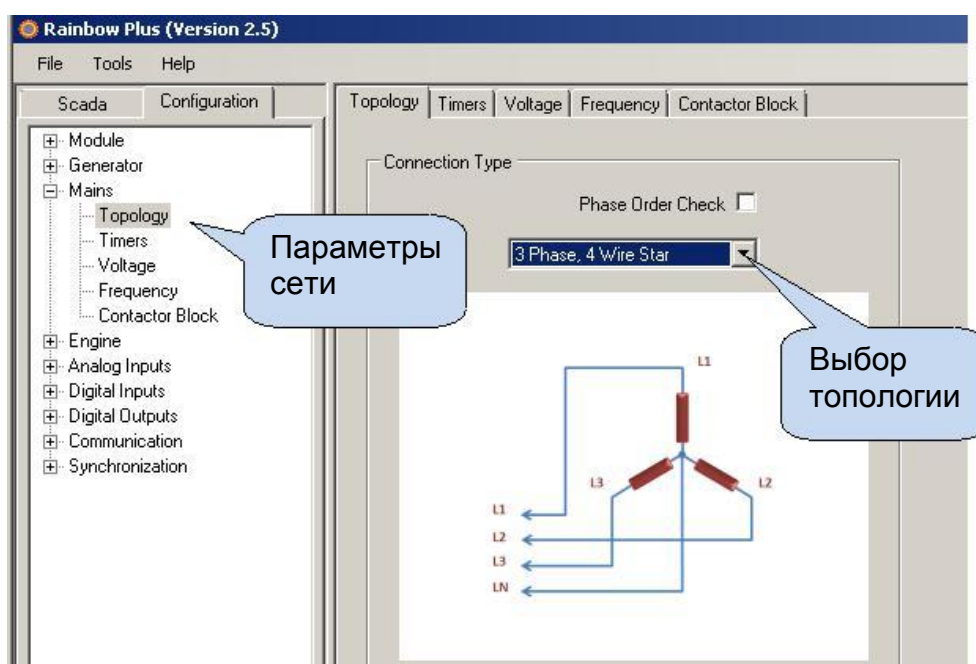 Rainbow Plus (Version 2.5)
File Tools Help
Scada Configuration
Topology Timers Voltage Frequency Contactor Block
Module
Generator
Mains
Topology
Timers
Voltage
Frequency
Contactor Block
Engine
Analog Inputs
Digital Inputs
Digital Outputs
Communication
Synchronization
Параметры
сети
Connection Type
Phase Order Check
3 Phase, 4 Wire Star
Выбор
топологии
L1
L3
L2
L1
L2
L3
LN